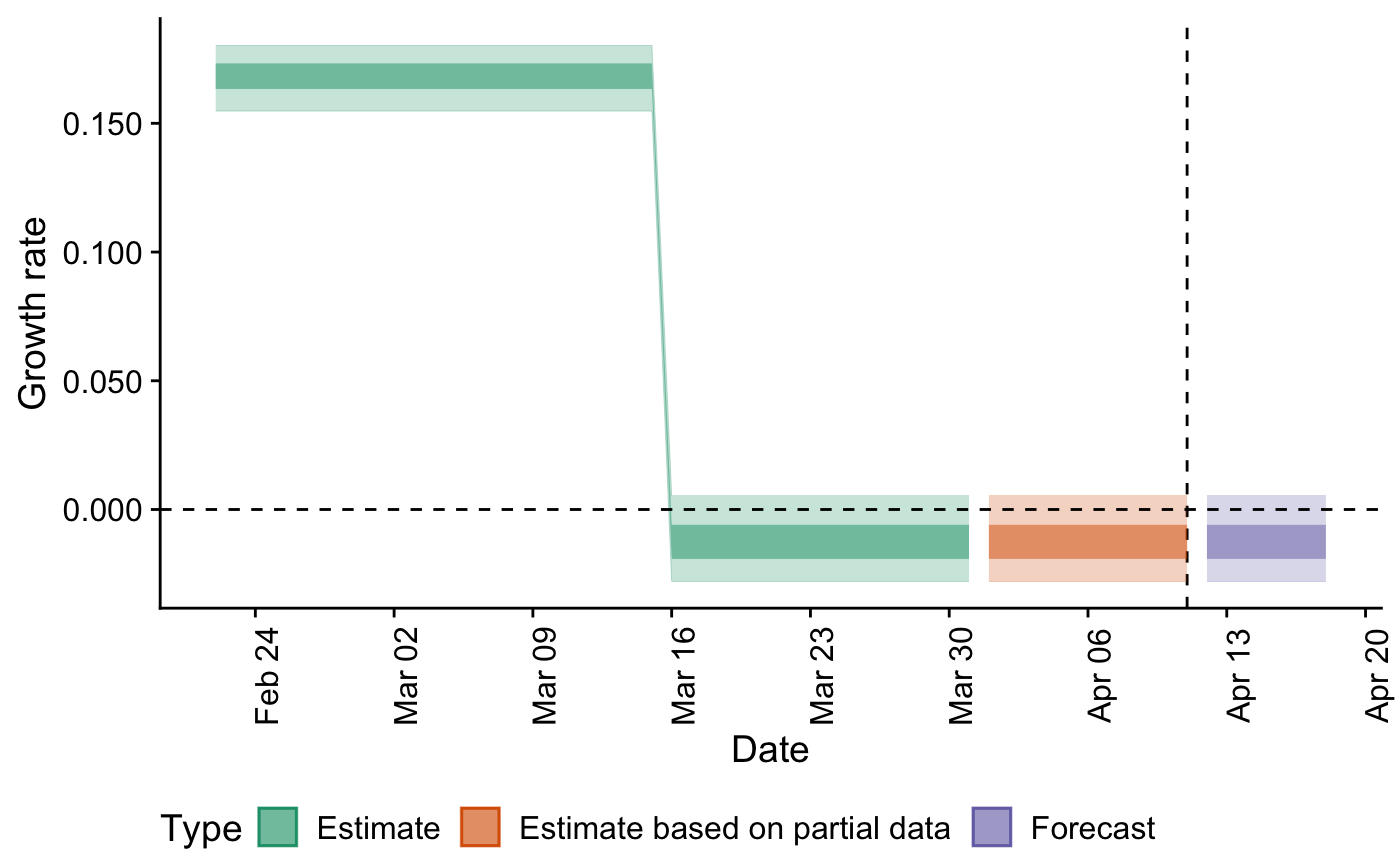 0.150
0.100
0.050
0.000
Growth rate
Feb 24
Mar 02
Mar 09
Mar 16
Mar 23
Mar 30
Apr 06
Apr 13
Apr 20
Date
Type Estimate Estimate based on partial data Forecast